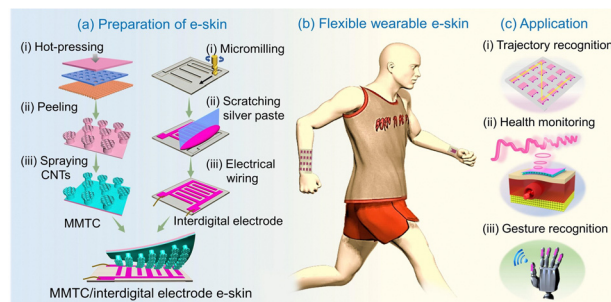 (a) Preparation of e-skin
(i) Hot-pressing
(ii) Peeling
(iii) Spraying
CNTs
MMTC
(i) Micromilling
(ii) Scratching
silver paste
(iii) Electrical
wiring
Interdigital electrode
MMTC/interdigital electrode e-skin
(b) Flexible wearable e-skin
(c) Application
(i) Trajectory recognition
(ii) Health monitoring
(iii) Gesture recognition